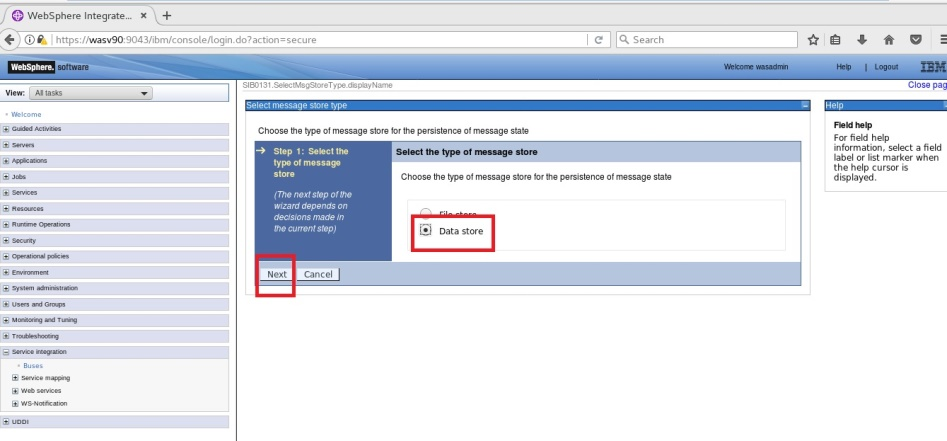 WebSphere Integrate... × +
https://wasv90:9043/ibm/console/login.do?action=secure
Search
WebSphere. software
Welcome wasadmin
Help | Logout
IBM
View: All tasks
SIB0131.SelectMsgStoreType.displayName
Close pag
Welcome
Guided Activities
Servers
Applications
Jobs
Services
Resources
Runtime Operations
Security
Operational policies
Environment
System administration
Users and Groups
Monitoring and Tuning
Troubleshooting
Service integration
Buses
Service mapping
Web services
WS-Notification
UDDI
Select message store type
Choose the type of message store for the persistence of message state
Step 1: Select the
type of message
store
(The next step of the
wizard depends on
decisions made in
the current step)
Select the type of message store
Choose the type of message store for the persistence of message state
File store
Data store
Next Cancel
Help
Field help
For field help
information, select a field
label or list marker when
the help cursor is
displayed.